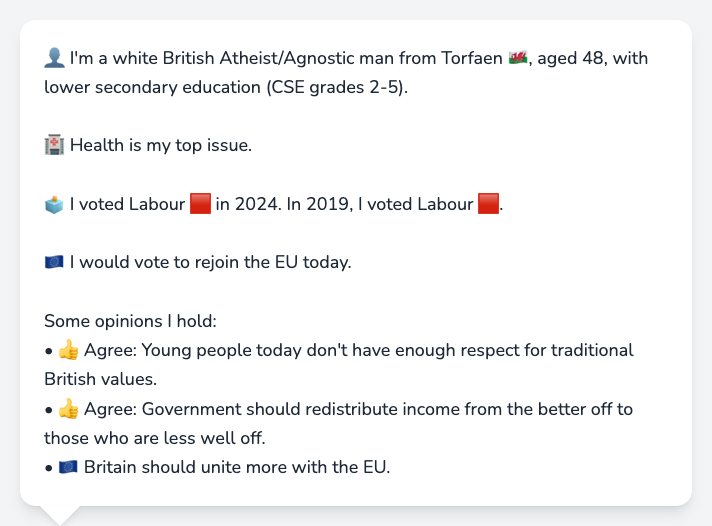 👤 I'm a white British Atheist/Agnostic man from Torfaen 🏴󠁧󠁢󠁷󠁬󠁳󠁿, aged 48, with
lower secondary education (CSE grades 2-5).
🏥 Health is my top issue.
🗳️ I voted Labour 🟥 in 2024. In 2019, I voted Labour 🟥.
🇪🇺 I would vote to rejoin the EU today.
Some opinions I hold:
• 👍 Agree: Young people today don't have enough respect for traditional
British values.
• 👍 Agree: Government should redistribute income from the better off to
those who are less well off.
• 🇪🇺 Britain should unite more with the EU.